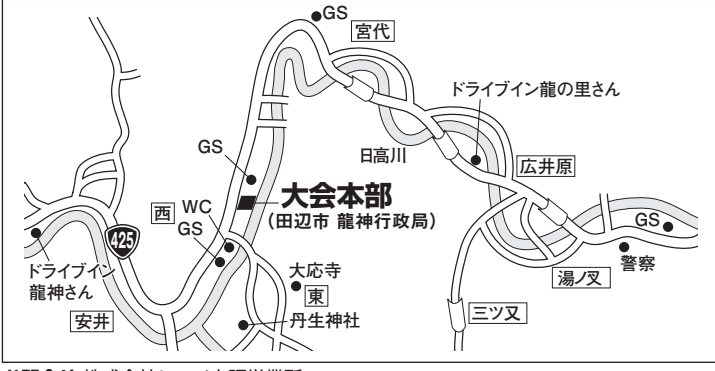 GS
宮代
ドライブイン龍の里さん
日高川
GS
広井原
大会本部
(田辺市 龍神行政局)
西
WC
GS
425
GS
警察
ドライブイン
龍神さん
大応寺
東
湯ノ又
安井
丹生神社
三ツ又